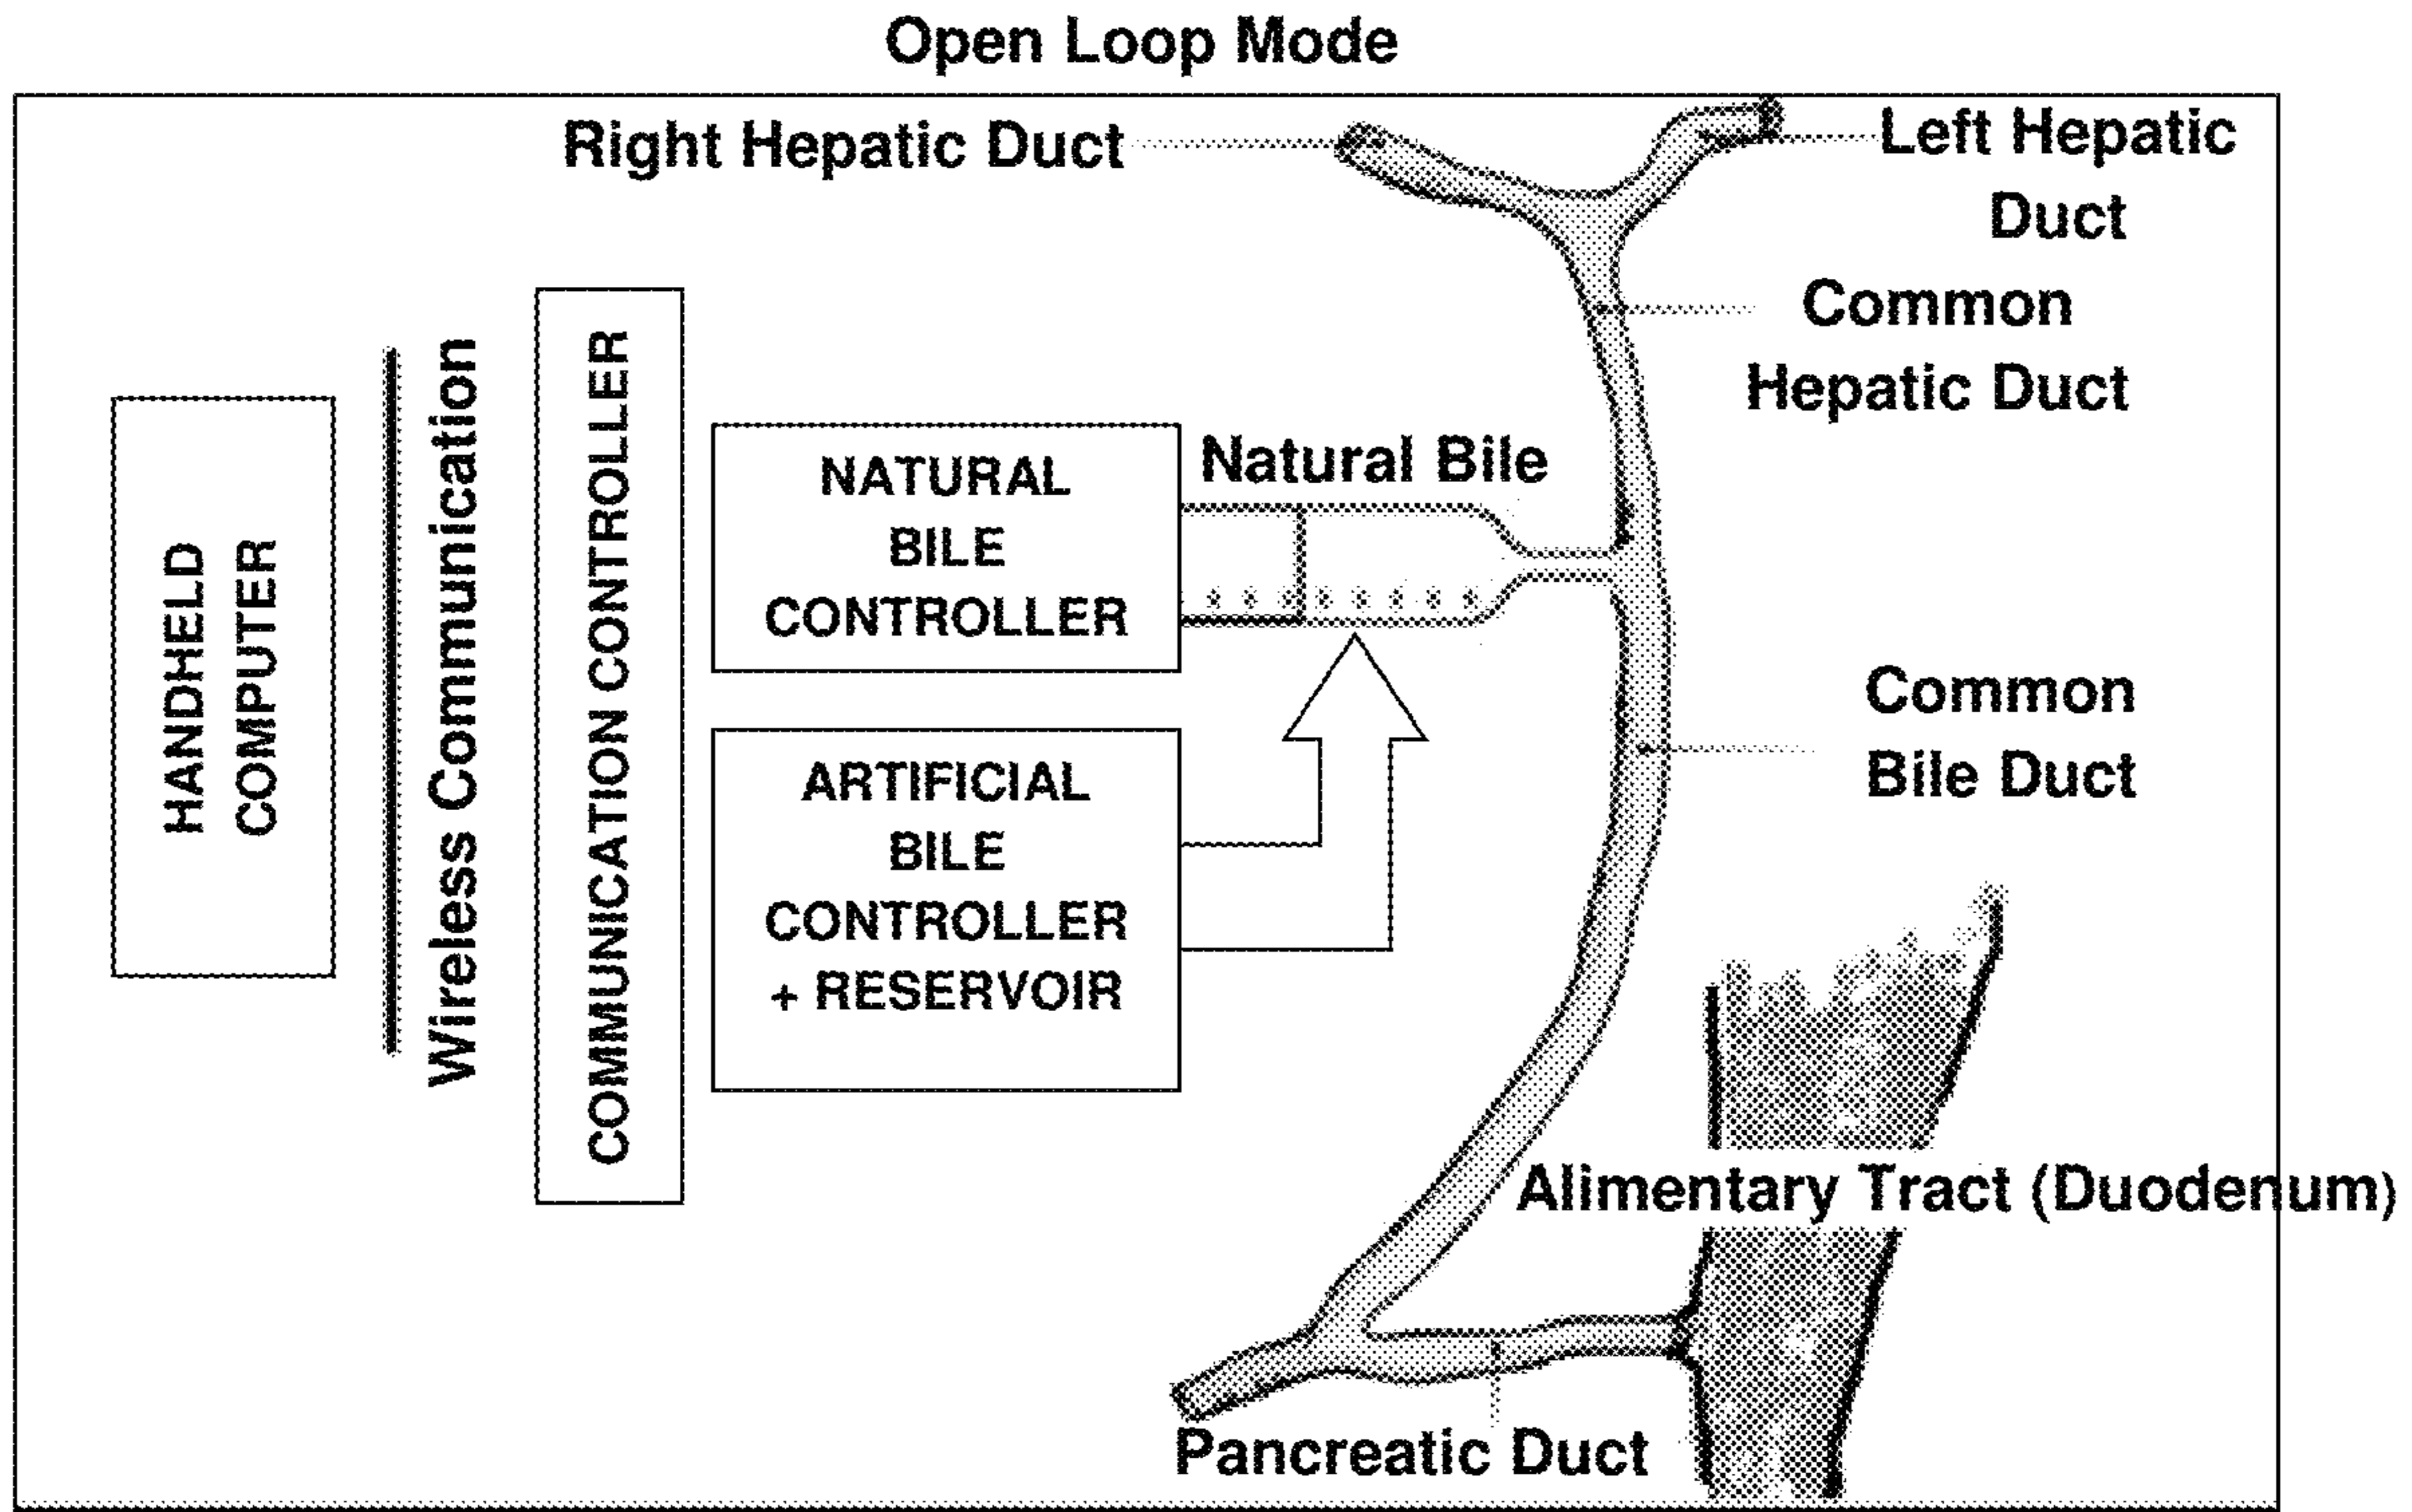 Open Loop Mode
Right Hepatic Duct
Left Hepatic
Duct
Common
Hepatic Duct
HANDHELD
COMPUTER
Wireless Communication
COMMUNICATION CONTROLLER
NATURAL
BILE
CONTROLLER
Natural Bile
ARTIFICIAL
BILE
CONTROLLER
+ RESERVOIR
Common
Bile Duct
Alimentary Tract (Duodenum)
Pancreatic Duct